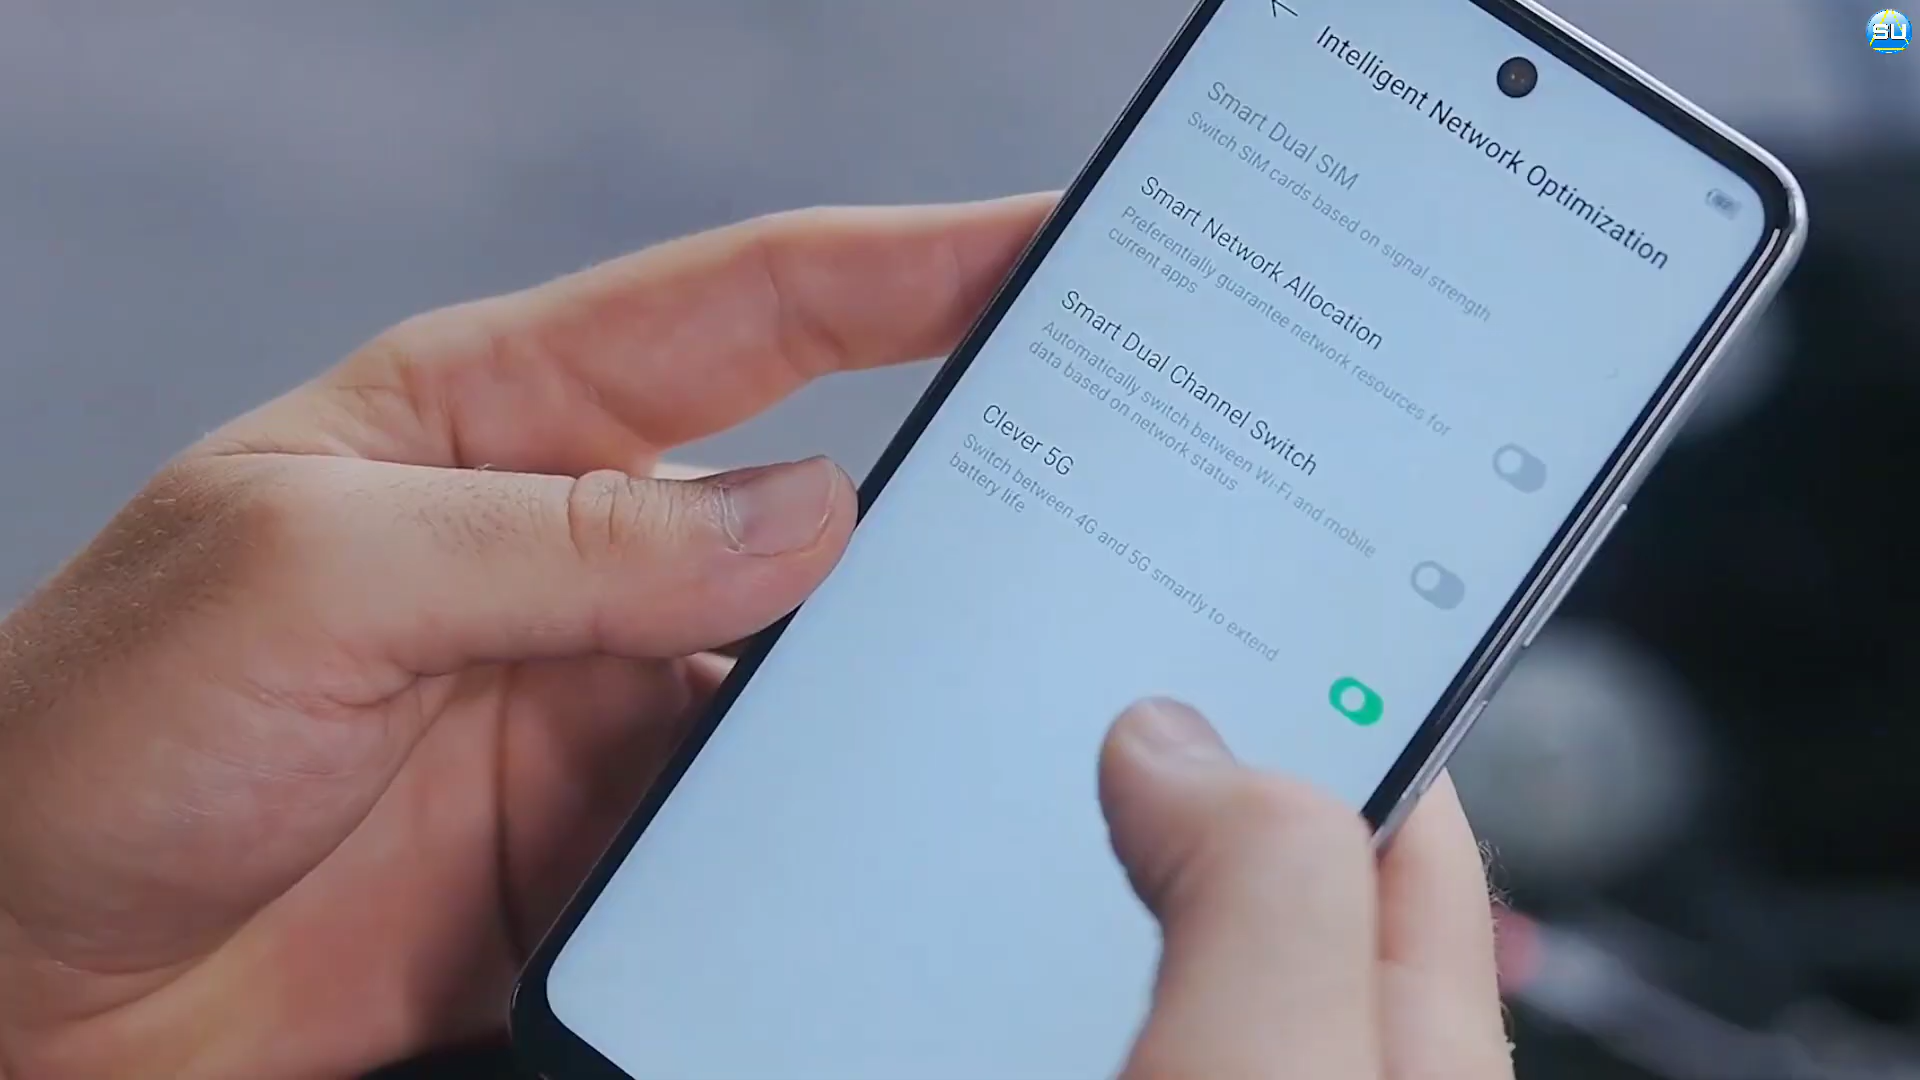 Intelligent Network Optimization
Smart Dual SIM
Switch SIM cards based on signal strength
Smart Network Allocation
Preferentially guarantee network resources for
current apps
Smart Dual Channel Switch
Automatically switch between Wi-Fi and mobile
data based on network status
Clever 5G
Switch between 4G and 5G smartly to extend
battery life
SU